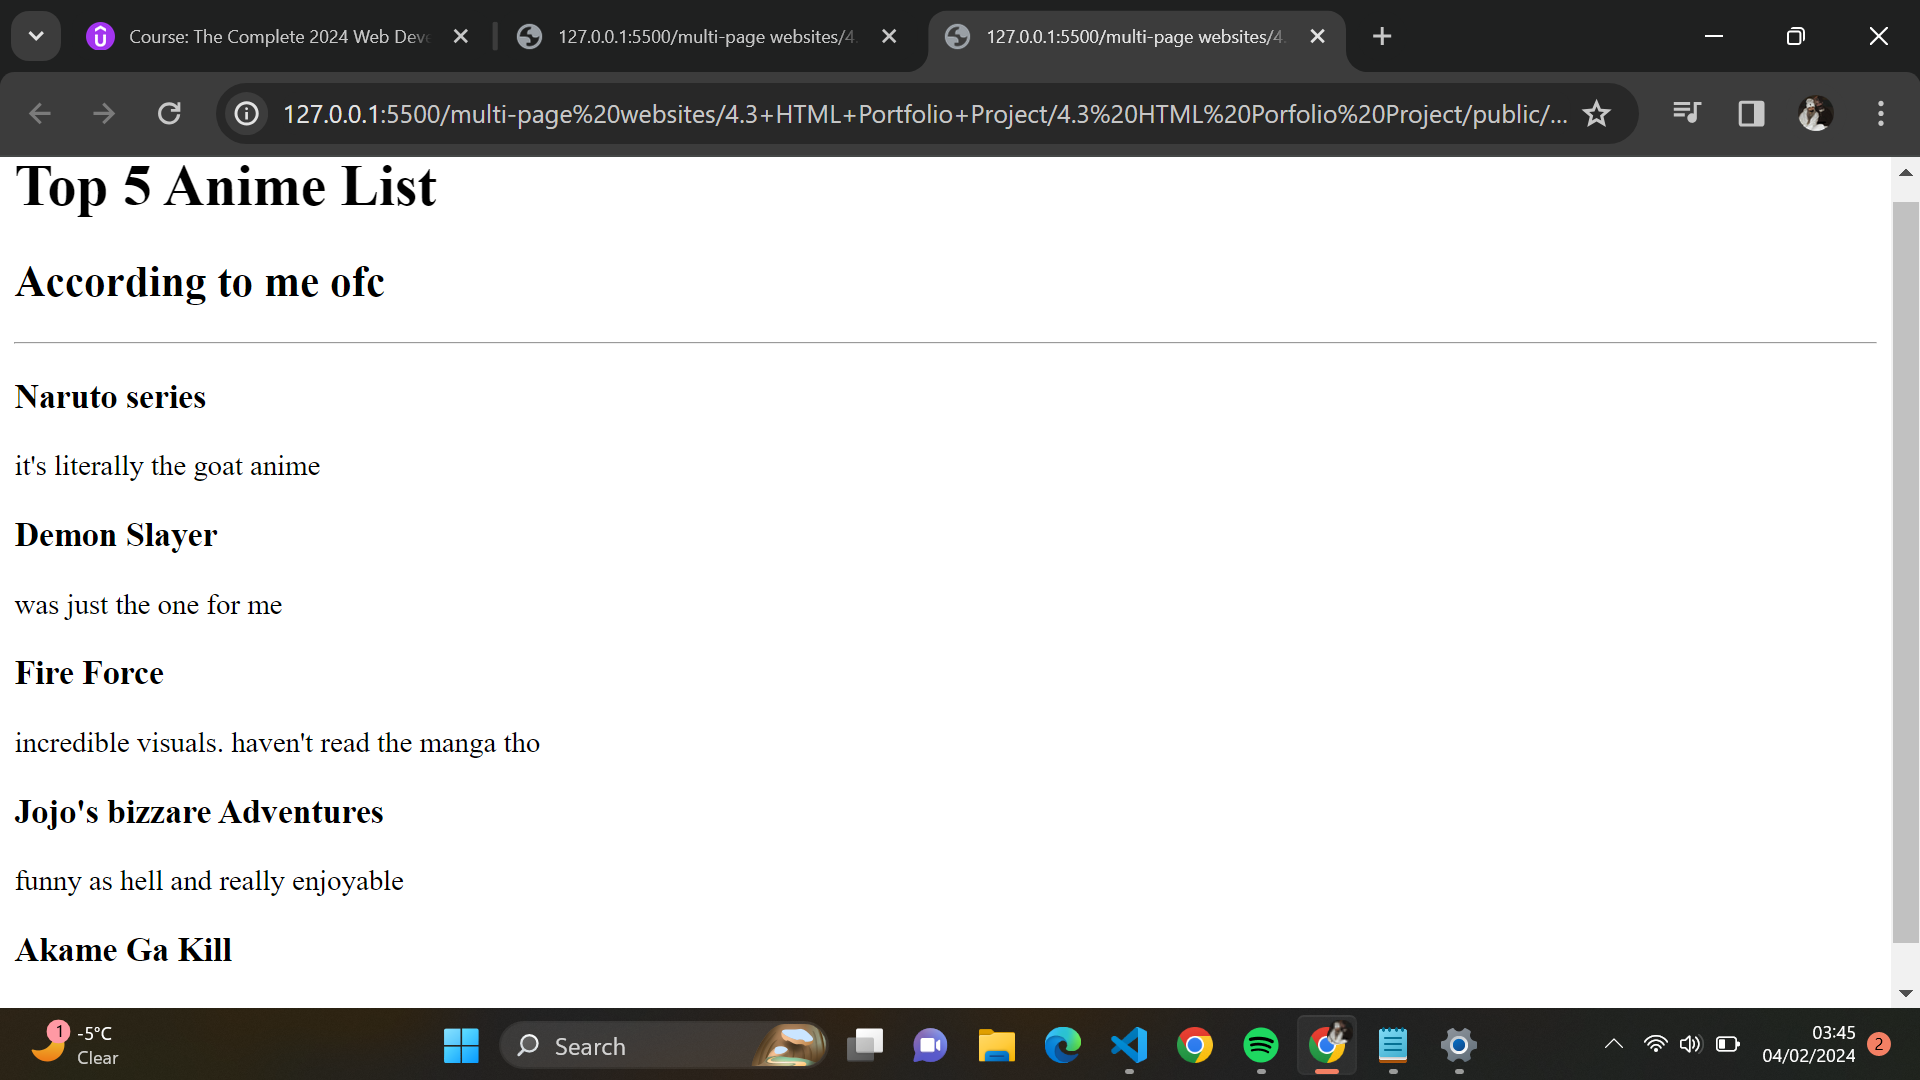 Course: The Complete 2024 Web Deve
127.0.0.1:5500/multi-page websites/4.
127.0.0.1:5500/multi-page websites/4.
127.0.0.1:5500/multi-page%20websites/4.3+HTML+Portfolio+Project/4.3%20HTML%20Porfolio%20Project/public/...
Top 5 Anime List
According to me ofc
Naruto series
it's literally the goat anime
Demon Slayer
was just the one for me
Fire Force
incredible visuals. haven't read the manga tho
Jojo's bizzare Adventures
funny as hell and really enjoyable
Akame Ga Kill
1
-5°C
Clear
Search
03:45
04/02/2024
2